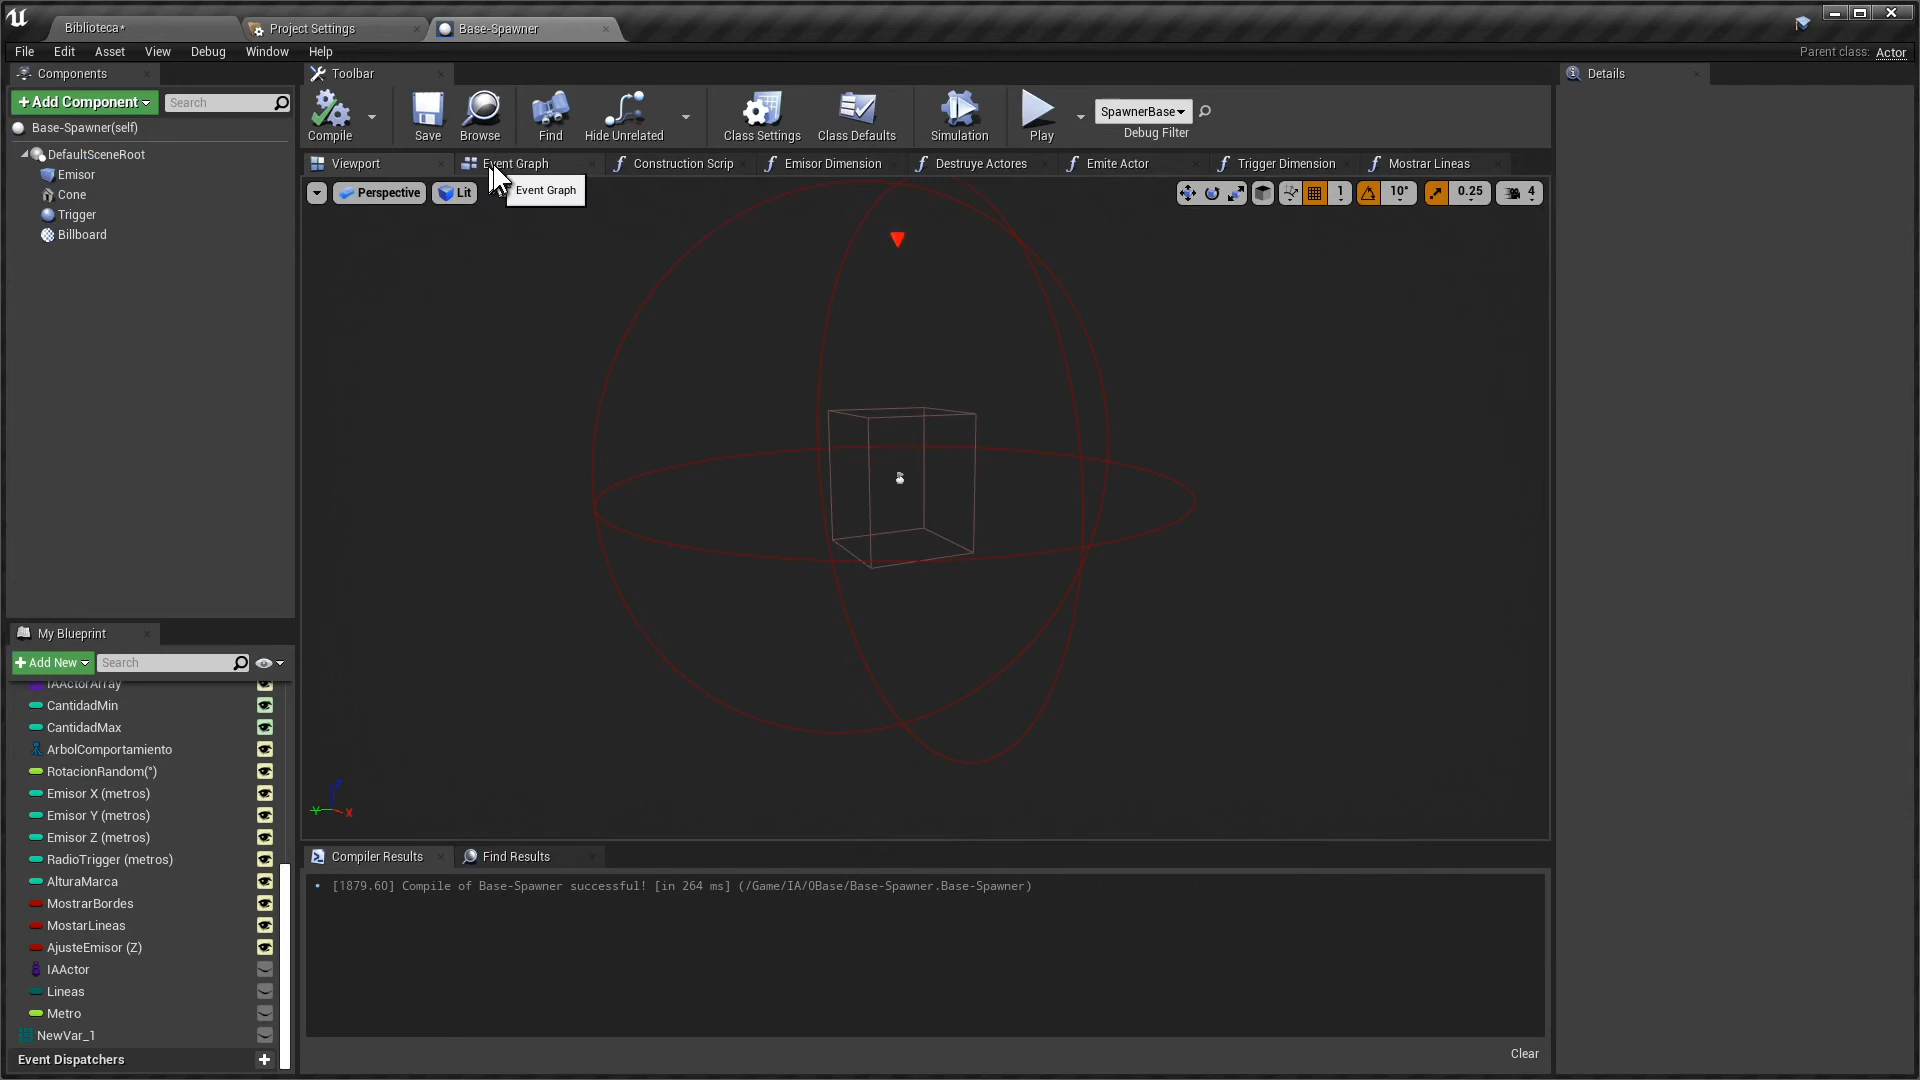 Biblioteca*
Project Settings
Base-Spawner
File Edit Asset View Debug Window Help
Parent class: Actor
Components
Toolbar
Details
+Add Component
Search
Base-Spawner(self)
DefaultSceneRoot
Emisor
Cone
Trigger
Billboard
Compile
Save
Browse
Find
Hide Unrelated
Class Settings
Class Defaults
Simulation
Play
SpawnerBase
Debug Filter
Viewport
Event Graph
Construction Scrip
Emisor Dimension
Destruye Actores
Emite Actor
Trigger Dimension
Mostrar Lineas
Event Graph
Perspective
Lit
1
10°
0.25
4
My Blueprint
+Add New
Search
IAActorArray
CantidadMin
CantidadMax
ArbolComportamiento
RotacionRandom(°)
Emisor X (metros)
Emisor Y (metros)
Emisor Z (metros)
RadioTrigger (metros)
AlturaMarca
MostrarBordes
MostarLineas
AjusteEmisor (Z)
IAActor
Lineas
Metro
NewVar_1
Event Dispatchers
Y
X
Compiler Results
Find Results
[1879.60] Compile of Base-Spawner successful! [in 264 ms] (/Game/IA/0Base/Base-Spawner.Base-Spawner)
Clear